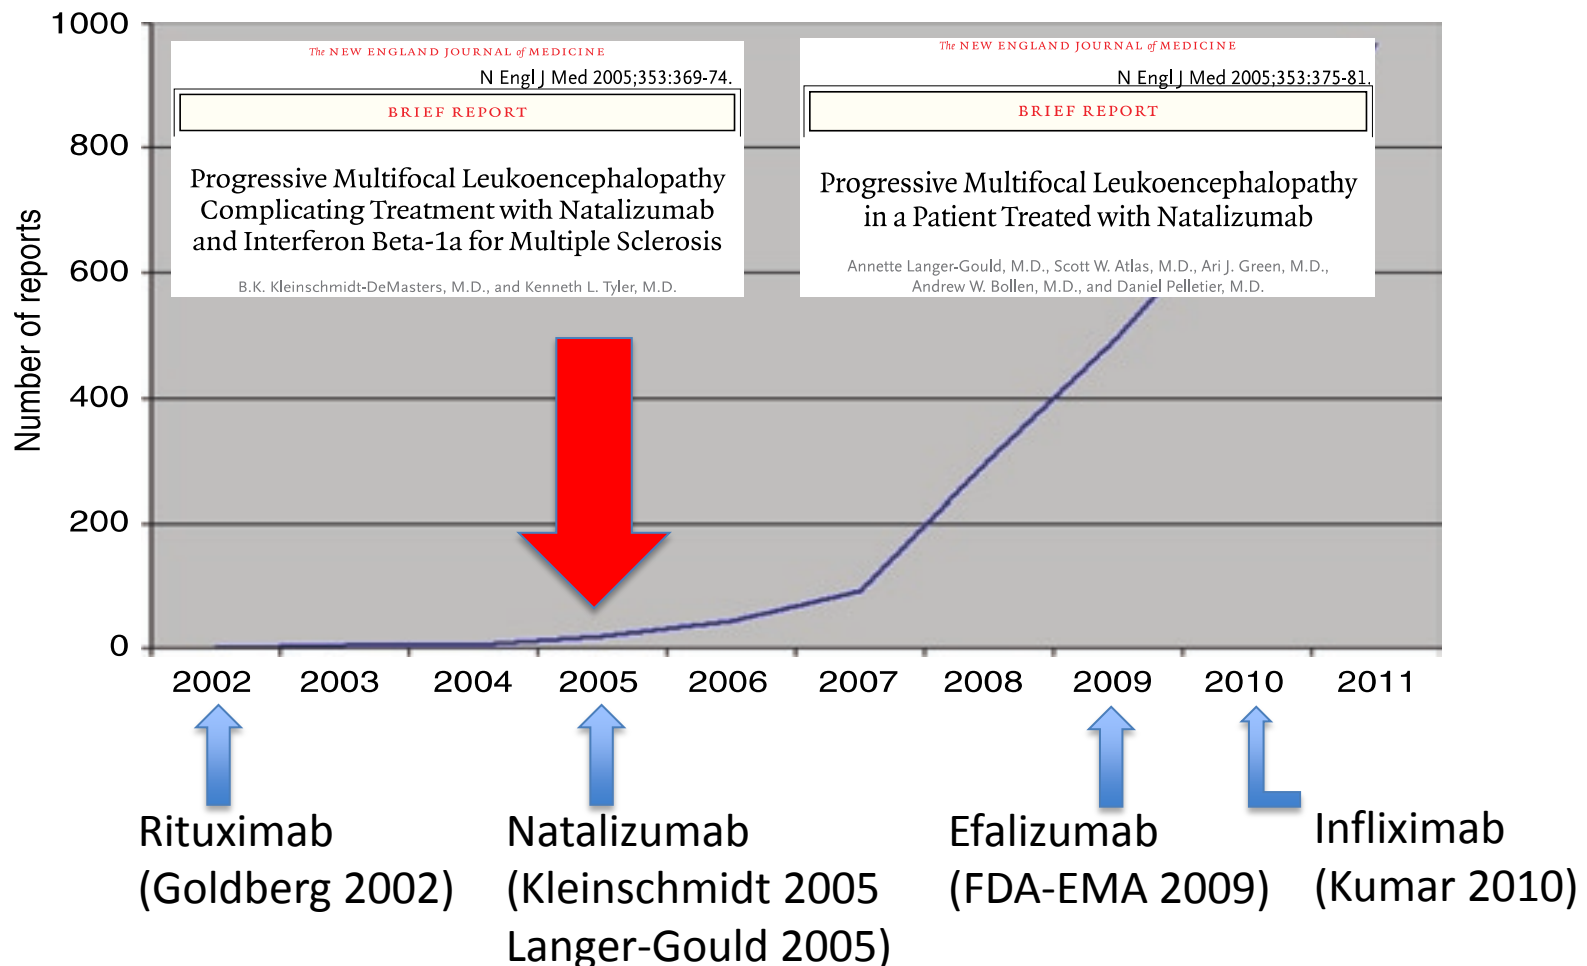 1000
800
600
400
200
0
Number of reports
The NEW ENGLAND JOURNAL of MEDICINE
N Engl J Med 2005;353:369-74.
BRIEF REPORT
Progressive Multifocal Leukoencephalopathy
Complicating Treatment with Natalizumab
and Interferon Beta-1a for Multiple Sclerosis
B.K. Kleinschmidt-DeMasters, M.D., and Kenneth L. Tyler, M.D.
The NEW ENGLAND JOURNAL of MEDICINE
N Engl J Med 2005;353:375-81.
BRIEF REPORT
Progressive Multifocal Leukoencephalopathy
in a Patient Treated with Natalizumab
Annette Langer-Gould, M.D., Scott W. Atlas, M.D., Ari J. Green, M.D.,
Andrew W. Bollen, M.D., and Daniel Pelletier, M.D.
2002 2003 2004 2005 2006 2007 2008 2009 2010 2011
Rituximab
(Goldberg 2002)
Natalizumab
(Kleinschmidt 2005
Langer-Gould 2005)
Efalizumab
(FDA-EMA 2009)
Infliximab
(Kumar 2010)